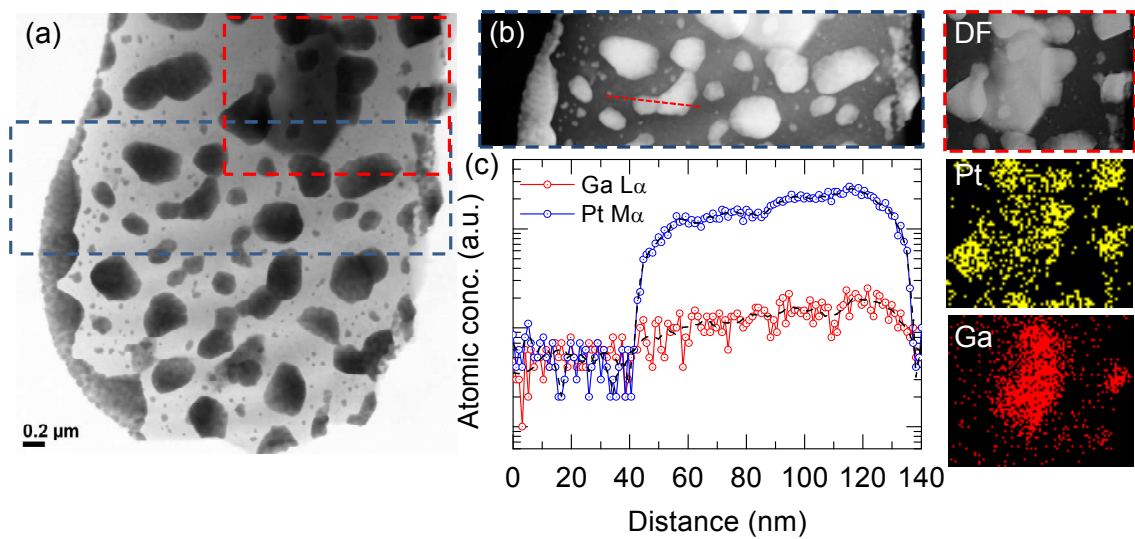 (a)
0.2 µm
(b)
(c)
Ga Lα
Pt Mα
Atomic conc. (a.u.)
0 20 40 60 80 100 120 140
Distance (nm)
DF
Pt
Ga